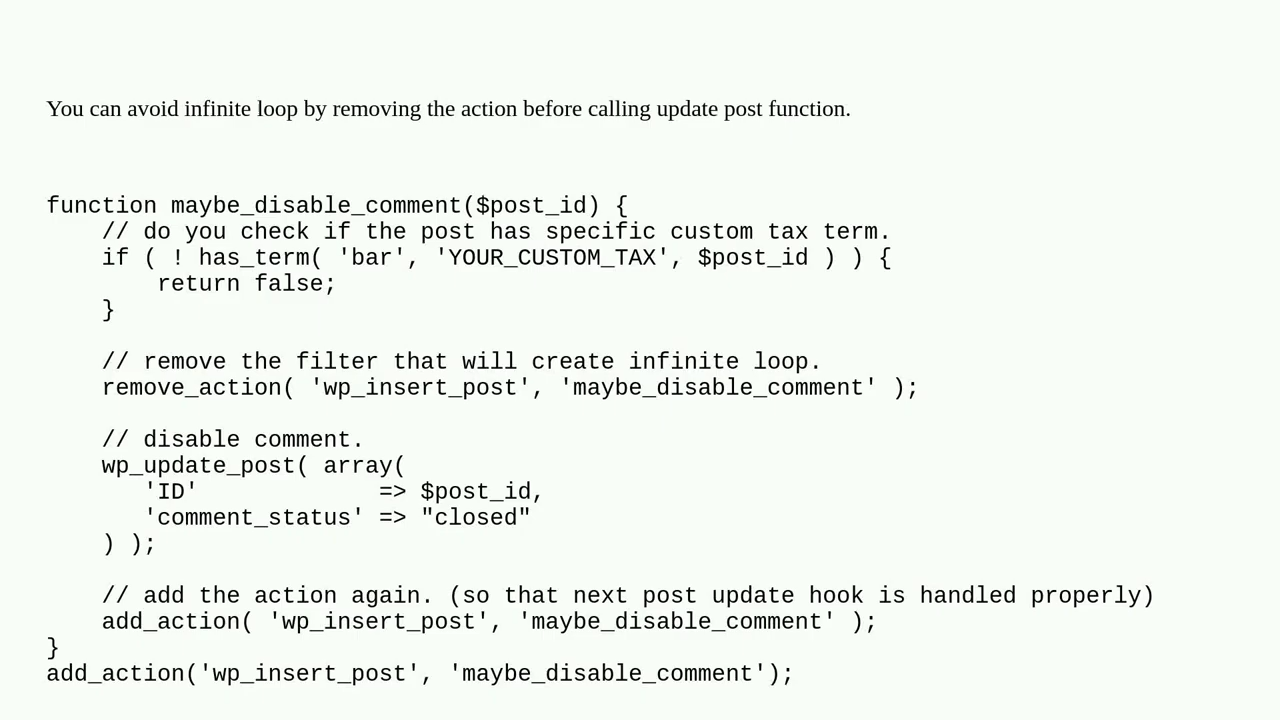 You can avoid infinite loop by removing the action before calling update post function.
function maybe_disable_comment($post_id) {
    // do you check if the post has specific custom tax term.
    if ( ! has_term( 'bar', 'YOUR_CUSTOM_TAX', $post_id ) ) {
        return false;
    }
    // remove the filter that will create infinite loop.
    remove_action( 'wp_insert_post', 'maybe_disable_comment' );
    // disable comment.
    wp_update_post( array(
       'ID'             => $post_id,
       'comment_status' => "closed"
    ) );
    // add the action again. (so that next post update hook is handled properly)
    add_action( 'wp_insert_post', 'maybe_disable_comment' );
}
add_action('wp_insert_post', 'maybe_disable_comment');